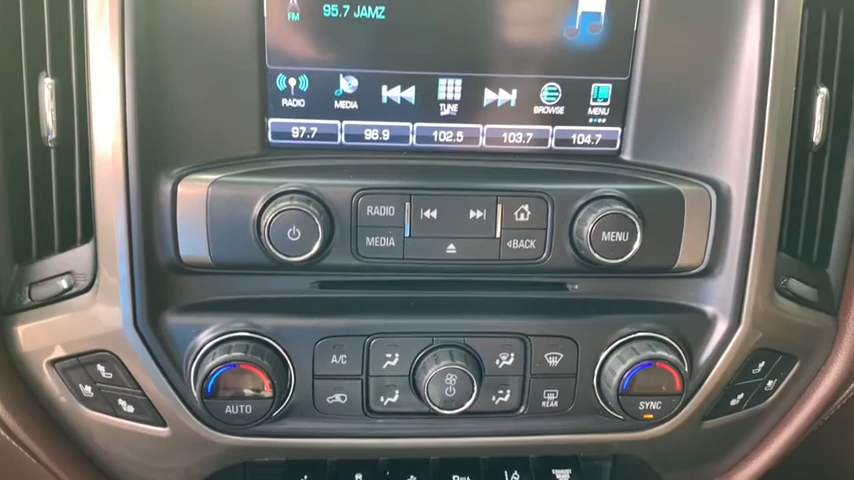 FM 95.7 JAMZ
RADIO MEDIA TUNE BROWSE MENU
97.7 96.9 102.5 103.7 104.7
RADIO
MEDIA BACK
MENU
A/C
REAR
AUTO SYNC